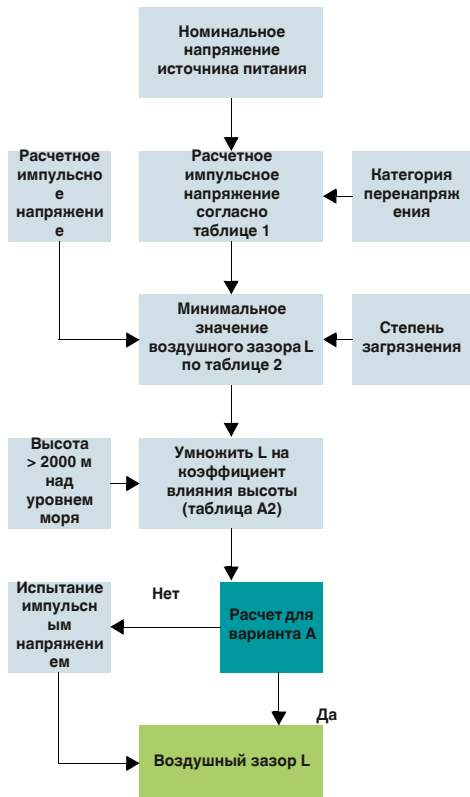 Номинальное
напряжение
источника питания
Расчетное
импульсно
е
напряжени
е
Расчетное
импульсное
напряжение
согласно
таблице 1
Категория
перенапряж
ения
Минимальное
значение
воздушного зазора L
по таблице 2
Степень
загрязнения
Высота
> 2000 м
над
уровнем
моря
Умножить L на
коэффициент
влияния высоты
(таблица А2)
Испытание
импульсн
ым
напряжени
ем
Нет
Расчет для
варианта А
Да
Воздушный зазор L